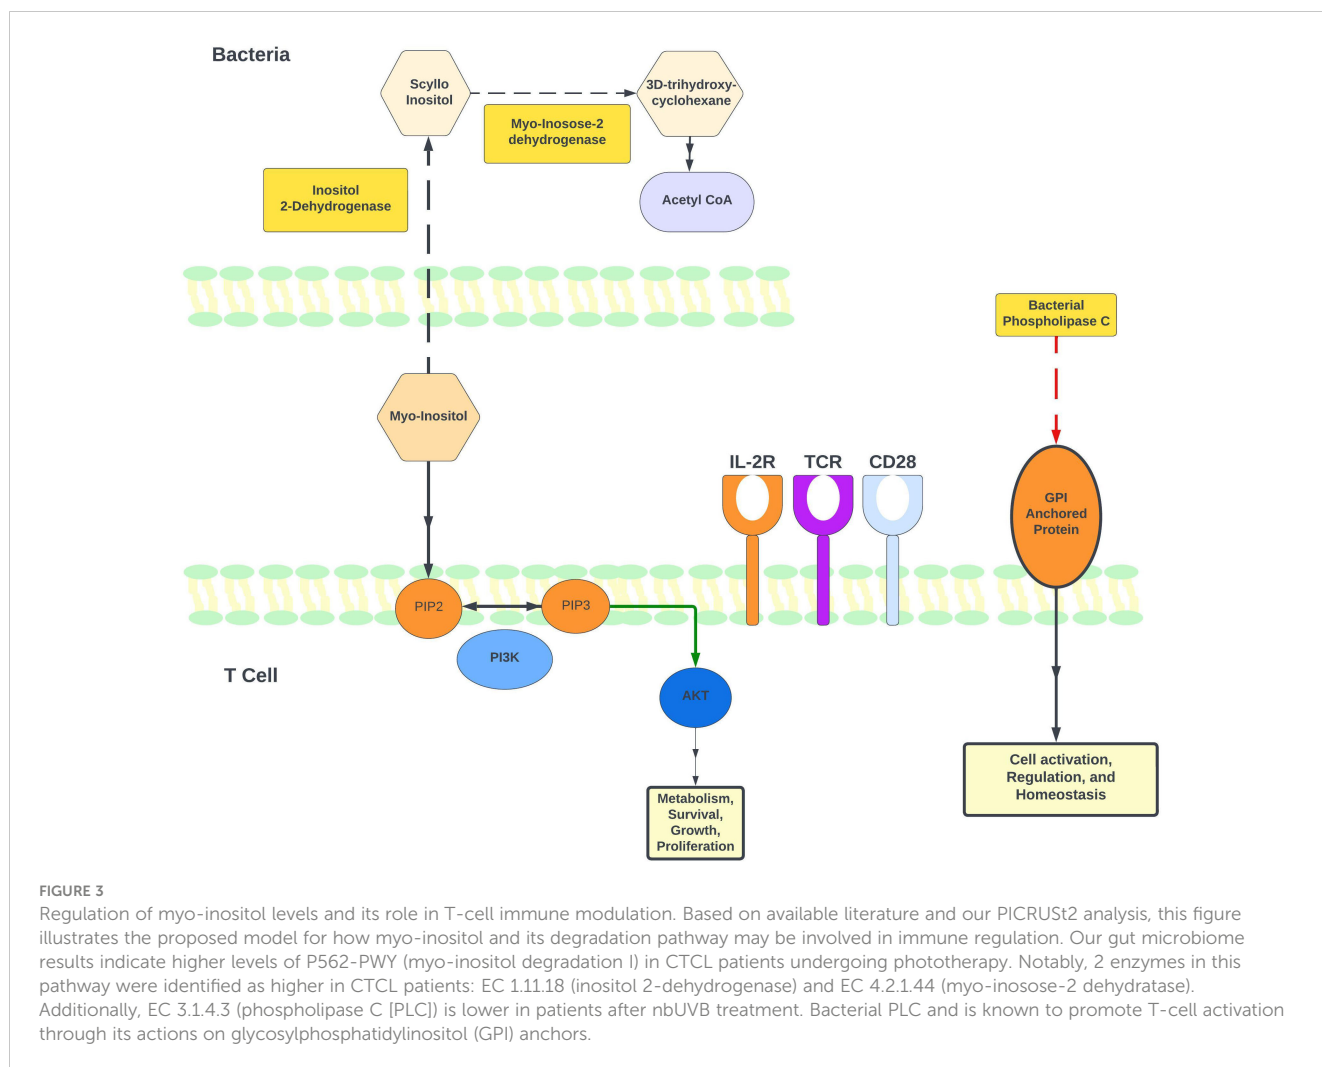 Bacteria
Scyllo
Inositol
3D-trihydroxy-
cyclohexane
Myo-Inosose-2
dehydrogenase
Inositol
2-Dehydrogenase
Acetyl CoA
Bacterial
Phospholipase C
Myo-Inositol
IL-2R TCR CD28
GPI
Anchored
Protein
PIP2
PIP3
PI3K
T Cell
AKT
Cell activation,
Regulation, and
Homeostasis
Metabolism,
Survival,
Growth,
Proliferation
FIGURE 3
Regulation of myo-inositol levels and its role in T-cell immune modulation. Based on available literature and our PICRUSt2 analysis, this figure
illustrates the proposed model for how myo-inositol and its degradation pathway may be involved in immune regulation. Our gut microbiome
results indicate higher levels of P562-PWY (myo-inositol degradation I) in CTCL patients undergoing phototherapy. Notably, 2 enzymes in this
pathway were identified as higher in CTCL patients: EC 1.11.18 (inositol 2-dehydrogenase) and EC 4.2.1.44 (myo-inosose-2 dehydratase).
Additionally, EC 3.1.4.3 (phospholipase C [PLC]) is lower in patients after nbUVB treatment. Bacterial PLC and is known to promote T-cell activation
through its actions on glycosylphosphatidylinositol (GPI) anchors.